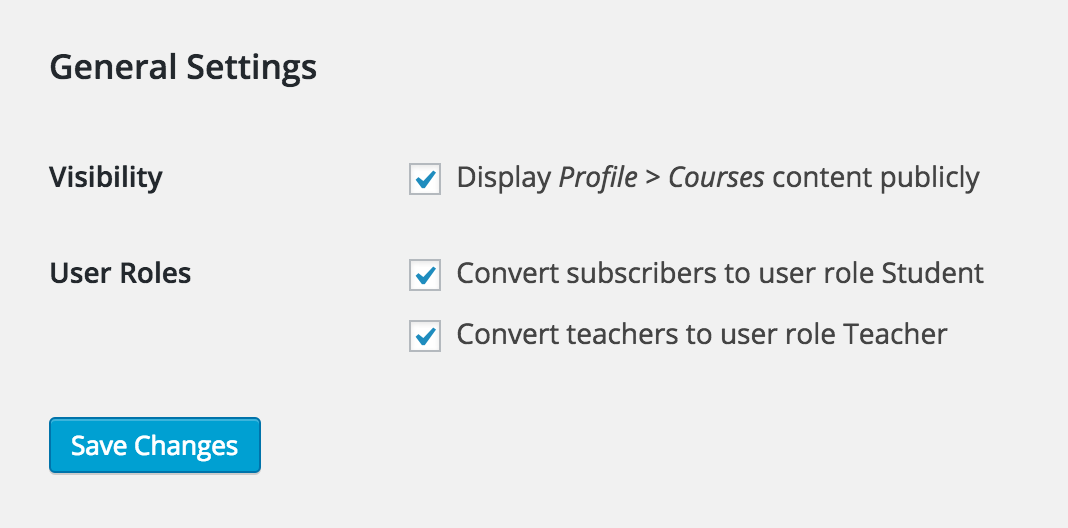 General Settings
Visibility
Display Profile > Courses content publicly
User Roles
Convert subscribers to user role Student
Convert teachers to user role Teacher
Save Changes